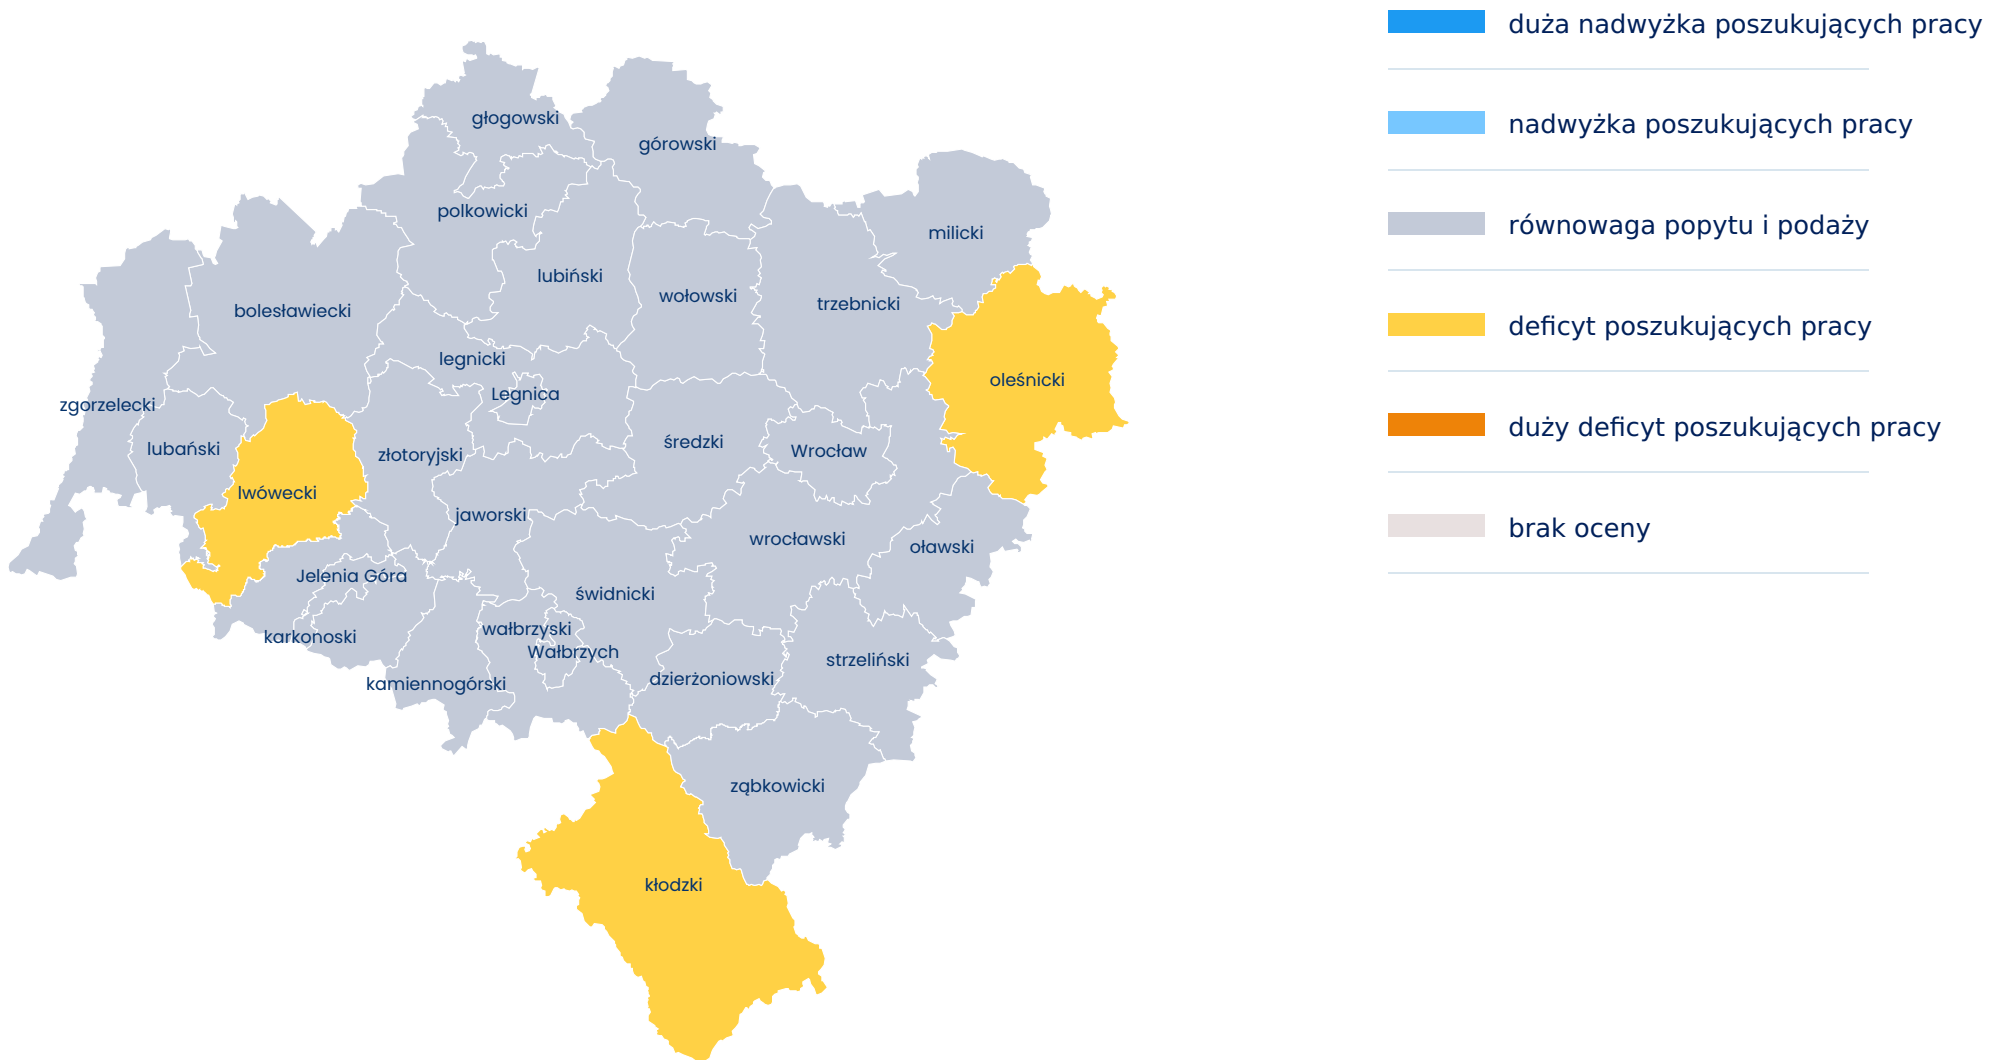 głogowski
górowski
polkowicki
milicki
lubiński
wołowski
trzebnicki
bolesławiecki
legnicki
oleśnicki
Legnica
zgorzelecki
lubański
średzki
Wrocław
złotoryjski
lwówecki
jaworski
wrocławski
oławski
Jelenia Góra
świdnicki
wałbrzyski
karkonoski
Wałbrzych
strzeliński
dzierżoniowski
kamiennogórski
ząbkowicki
kłodzki
duża nadwyżka poszukujących pracy
nadwyżka poszukujących pracy
równowaga popytu i podaży
deficyt poszukujących pracy
duży deficyt poszukujących pracy
brak oceny